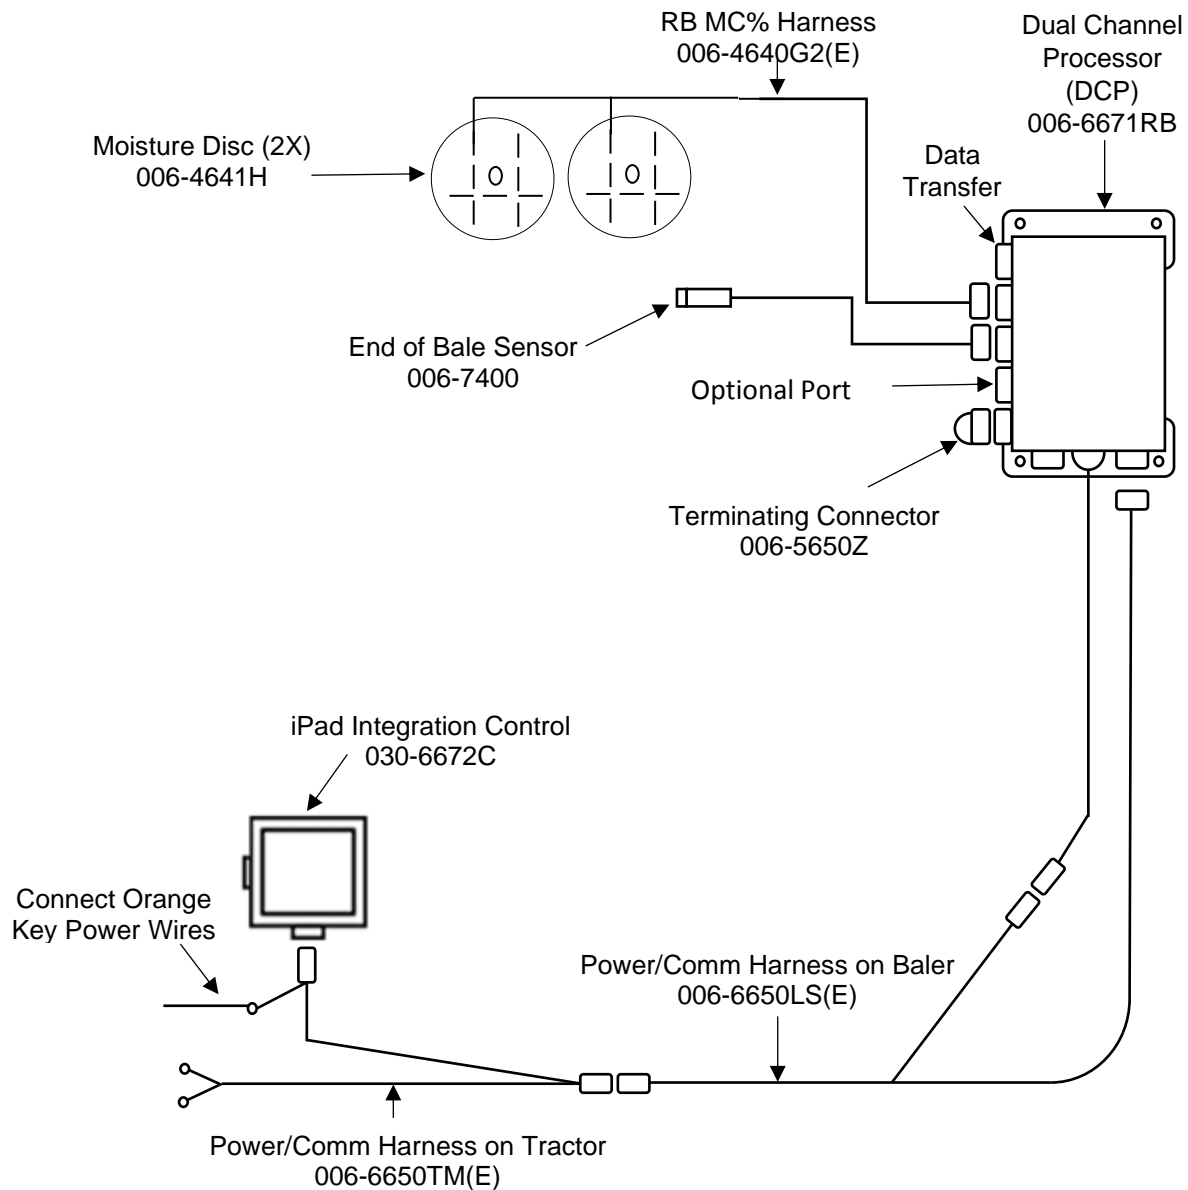 RB MC% Harness
006-4640G2(E)
Dual Channel
Processor
(DCP)
006-6671RB
Moisture Disc (2X)
006-4641H
Data
Transfer
End of Bale Sensor
006-7400
Optional Port
Terminating Connector
006-5650Z
iPad Integration Control
030-6672C
Connect Orange
Key Power Wires
Power/Comm Harness on Baler
006-6650LS(E)
Power/Comm Harness on Tractor
006-6650TM(E)